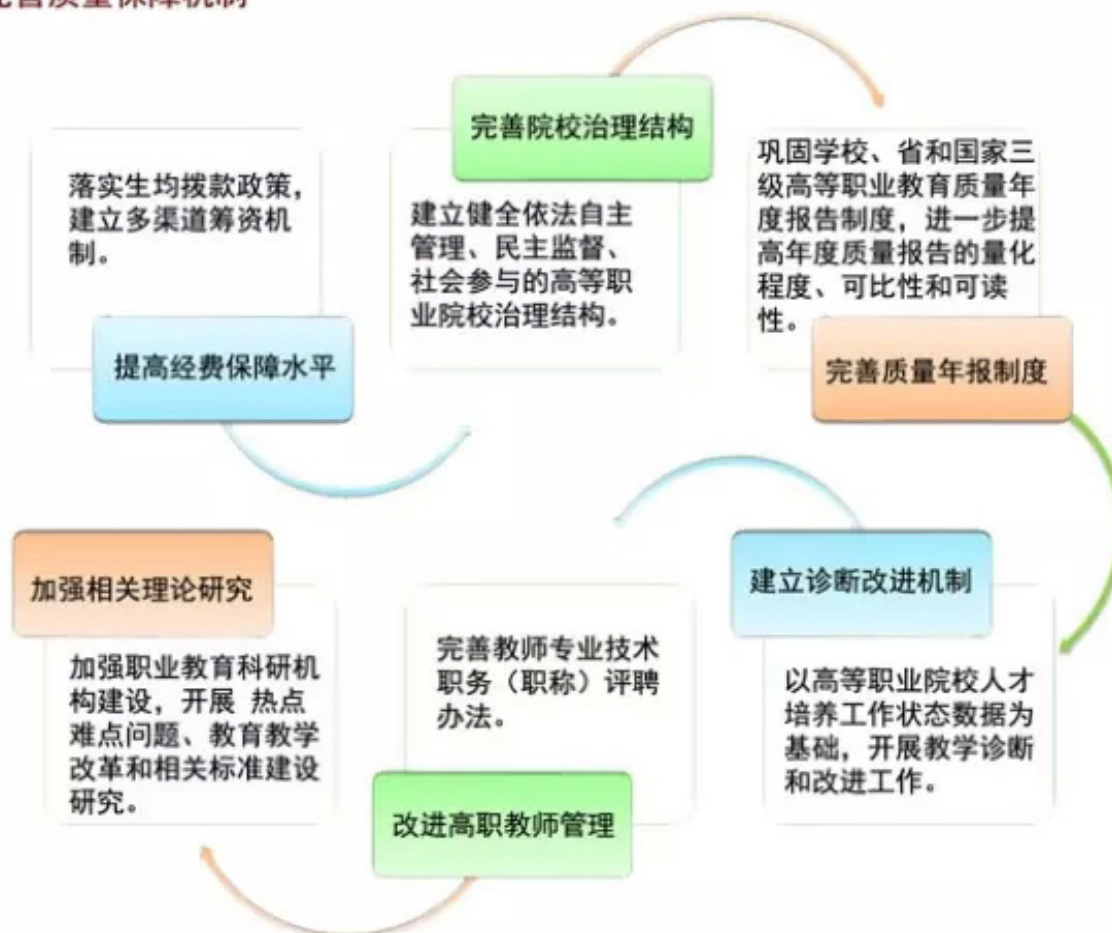 完善质量保障机制
落实生均拨款政策，
建立多渠道筹资机
制。
提高经费保障水平
完善院校治理结构
建立健全依法自主
管理、民主监督、
社会参与的高等职
业院校治理结构。
巩固学校、省和国家三
级高等职业教育质量年
度报告制度，进一步提
高年度质量报告的量化
程度、可比性和可读
性。
完善质量年报制度
建立诊断改进机制
以高等职业院校人才
培养工作状态数据为
基础，开展教学诊断
和改进工作。
完善教师专业技术
职务（职称）评聘
办法。
改进高职教师管理
加强相关理论研究
加强职业教育科研机
构建设，开展 热点
难点问题、教育教学
改革和相关标准建设
研究。